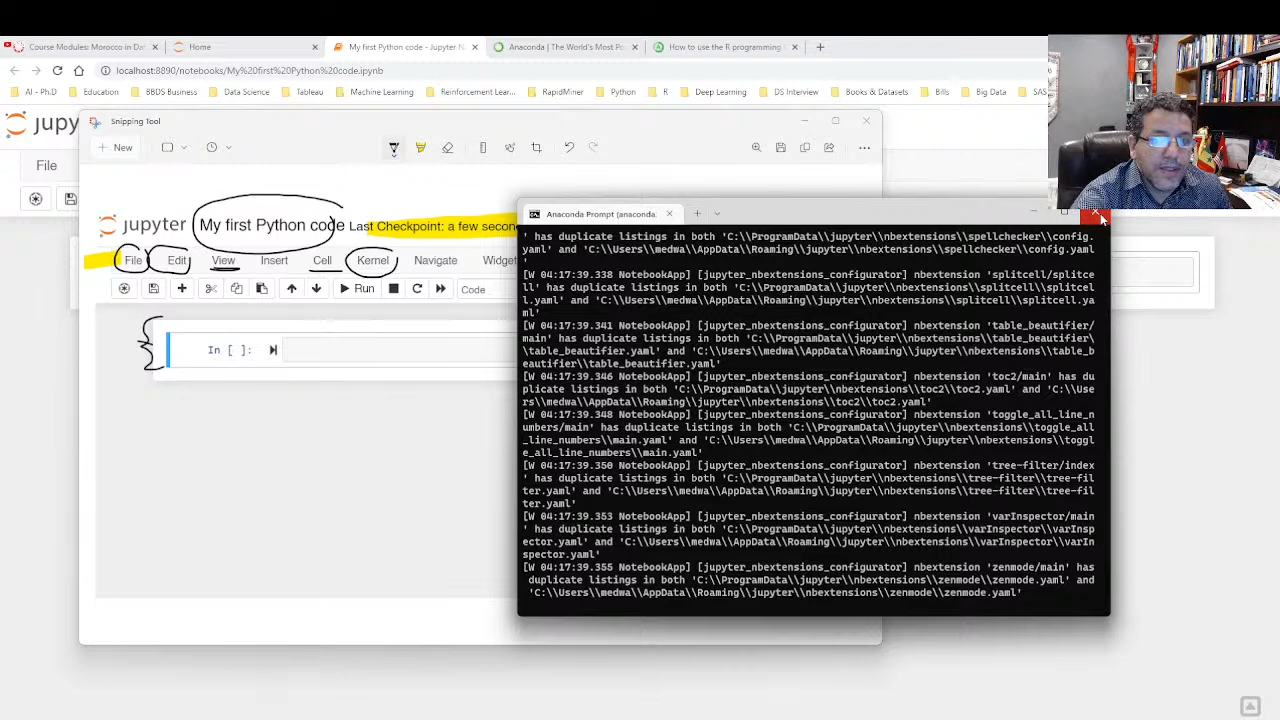 Course Modules: Morocco in Da
Home
My first Python code - Jupyter N
Anaconda | The World's Most Po
How to use the R programming
localhost:8890/notebooks/My%20first%20Python%20code.ipynb
AI - Ph.D
Education
BBDS Business
Data Science
Tableau
Machine Learning
Reinforcement Lear...
RapidMiner
Python
R
Deep Learning
DS Interview
Books & Datasets
Bills
Big Data
SAS
jup
File
Snipping Tool
New
jupyter My first Python code Last Checkpoint: a few secon
File Edit View Insert Cell Kernel Navigate Widge
Run Code
In [ ]:
Anaconda Prompt (anaconda.
' has duplicate listings in both 'C:\\ProgramData\\jupyter\\nbextensions\\spellchecker\\config.
yaml' and 'C:\\Users\\medwa\\AppData\\Roaming\\jupyter\\nbextensions\\spellchecker\\config.yaml
'
[W 04:17:39.338 NotebookApp] [jupyter_nbextensions_configurator] nbextension 'splitcell/splitce
ll' has duplicate listings in both 'C:\\ProgramData\\jupyter\\nbextensions\\splitcell\\splitcel
l.yaml' and 'C:\\Users\\medwa\\AppData\\Roaming\\jupyter\\nbextensions\\splitcell\\splitcell.ya
ml'
[W 04:17:39.341 NotebookApp] [jupyter_nbextensions_configurator] nbextension 'table_beautifier/
main' has duplicate listings in both 'C:\\ProgramData\\jupyter\\nbextensions\\table_beautifier\
\table_beautifier.yaml' and 'C:\\Users\\medwa\\AppData\\Roaming\\jupyter\\nbextensions\\table_b
eautifier\\table_beautifier.yaml'
[W 04:17:39.346 NotebookApp] [jupyter_nbextensions_configurator] nbextension 'toc2/main' has du
plicate listings in both 'C:\\ProgramData\\jupyter\\nbextensions\\toc2\\toc2.yaml' and 'C:\\Use
rs\\medwa\\AppData\\Roaming\\jupyter\\nbextensions\\toc2\\toc2.yaml'
[W 04:17:39.348 NotebookApp] [jupyter_nbextensions_configurator] nbextension 'toggle_all_line_n
umbers/main' has duplicate listings in both 'C:\\ProgramData\\jupyter\\nbextensions\\toggle_all
_line_numbers\\main.yaml' and 'C:\\Users\\medwa\\AppData\\Roaming\\jupyter\\nbextensions\\toggl
e_all_line_numbers\\main.yaml'
[W 04:17:39.350 NotebookApp] [jupyter_nbextensions_configurator] nbextension 'tree-filter/index
' has duplicate listings in both 'C:\\ProgramData\\jupyter\\nbextensions\\tree-filter\\tree-fil
ter.yaml' and 'C:\\Users\\medwa\\AppData\\Roaming\\jupyter\\nbextensions\\tree-filter\\tree-fil
ter.yaml'
[W 04:17:39.353 NotebookApp] [jupyter_nbextensions_configurator] nbextension 'varInspector/main
' has duplicate listings in both 'C:\\ProgramData\\jupyter\\nbextensions\\varInspector\\varInsp
ector.yaml' and 'C:\\Users\\medwa\\AppData\\Roaming\\jupyter\\nbextensions\\varInspector\\varIn
spector.yaml'
[W 04:17:39.355 NotebookApp] [jupyter_nbextensions_configurator] nbextension 'zenmode/main' has
duplicate listings in both 'C:\\ProgramData\\jupyter\\nbextensions\\zenmode\\zenmode.yaml' and
'C:\\Users\\medwa\\AppData\\Roaming\\jupyter\\nbextensions\\zenmode\\zenmode.yaml'